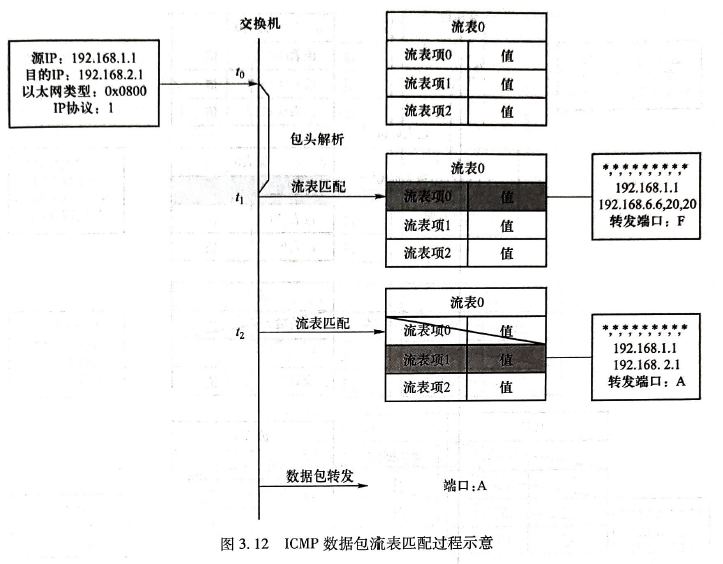 交换机
源IP：192.168.1.1
目的IP：192.168.2.1
以太网类型：0x0800
IP协议：1
t0
包头解析
流表0
流表项0 值
流表项1 值
流表项2 值
t1
流表匹配
流表0
流表项0 值
流表项1 值
流表项2 值
*,*,*,*,*,*,*,*,*
192.168.1.1
192.168.6.6,20,20
转发端口：F
t2
流表匹配
流表0
流表项0 值
流表项1 值
流表项2 值
*,*,*,*,*,*,*,*,*
192.168.1.1
192.168. 2.1
转发端口：A
数据包转发
端口:A
图 3. 12 ICMP 数据包流表匹配过程示意